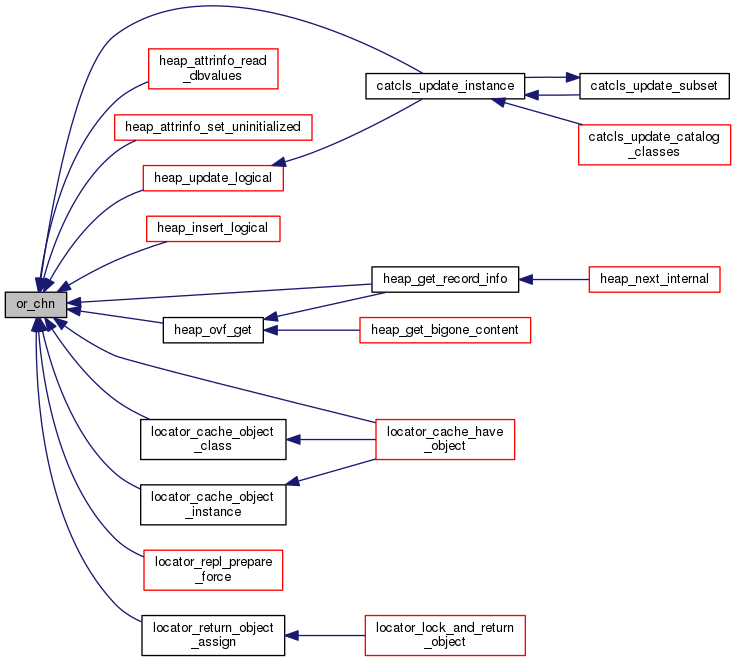 heap_attrinfo_read
_dbvalues
catcls_update_instance
catcls_update_subset
heap_attrinfo_set_uninitialized
catcls_update_catalog
_classes
heap_update_logical
heap_insert_logical
or_chn
heap_get_record_info
heap_next_internal
heap_ovf_get
heap_get_bigone_content
locator_cache_object
_class
locator_cache_have
_object
locator_cache_object
_instance
locator_repl_prepare
_force
locator_return_object
_assign
locator_lock_and_return
_object